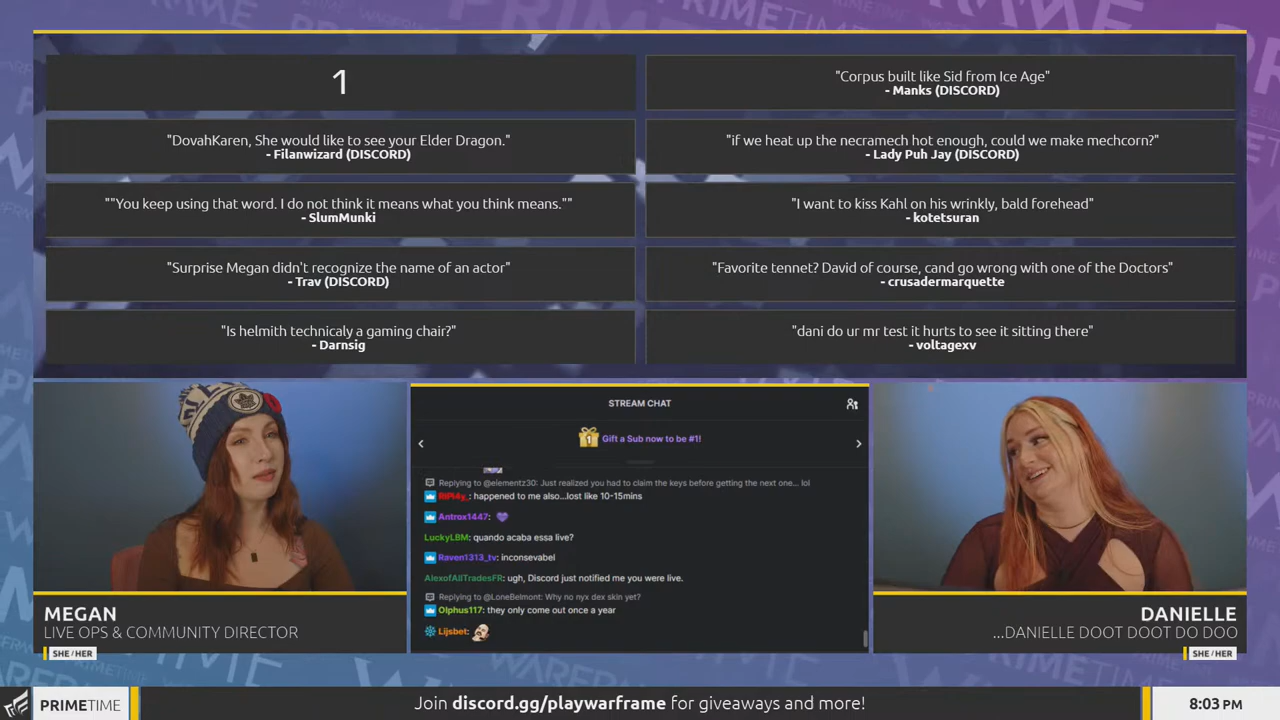 1
"Corpus built like Sid from Ice Age"
- Manks (DISCORD)
"DovahKaren, She would like to see your Elder Dragon."
- Filanwizard (DISCORD)
"if we heat up the necramech hot enough, could we make mechcorn?"
- Lady Puh Jay (DISCORD)
""You keep using that word. I do not think it means what you think means.""
- SlumMunki
"I want to kiss Kahl on his wrinkly, bald forehead"
- kotetsuran
"Surprise Megan didn't recognize the name of an actor"
- Trav (DISCORD)
"Favorite tennet? David of course, cand go wrong with one of the Doctors"
- crusadermarquette
"Is helmith technicaly a gaming chair?"
- Darnsig
"dani do ur mr test it hurts to see it sitting there"
- voltagexv
STREAM CHAT
1 Gift a Sub now to be #1!
Replying to @elementz30: Just realized you had to claim the keys before getting the next one... lol
happened to me also...lost like 10-15mins
Antrox1447:
LuckyLBM: quando acaba essa live?
Raven1313_tv: inconsevabel
AlexofAllTradesFR: ugh, Discord just notified me you were live.
Replying to @LoneBelmont: Why no nyx dex skin yet?
Olphus117: they only come out once a year
Lijsbet:
MEGAN
LIVE OPS & COMMUNITY DIRECTOR
SHE/HER
DANIELLE
...DANIELLE DOOT DOOT DO DOO
SHE/HER
PRIMETIME
Join discord.gg/playwarframe for giveaways and more!
8:03 PM